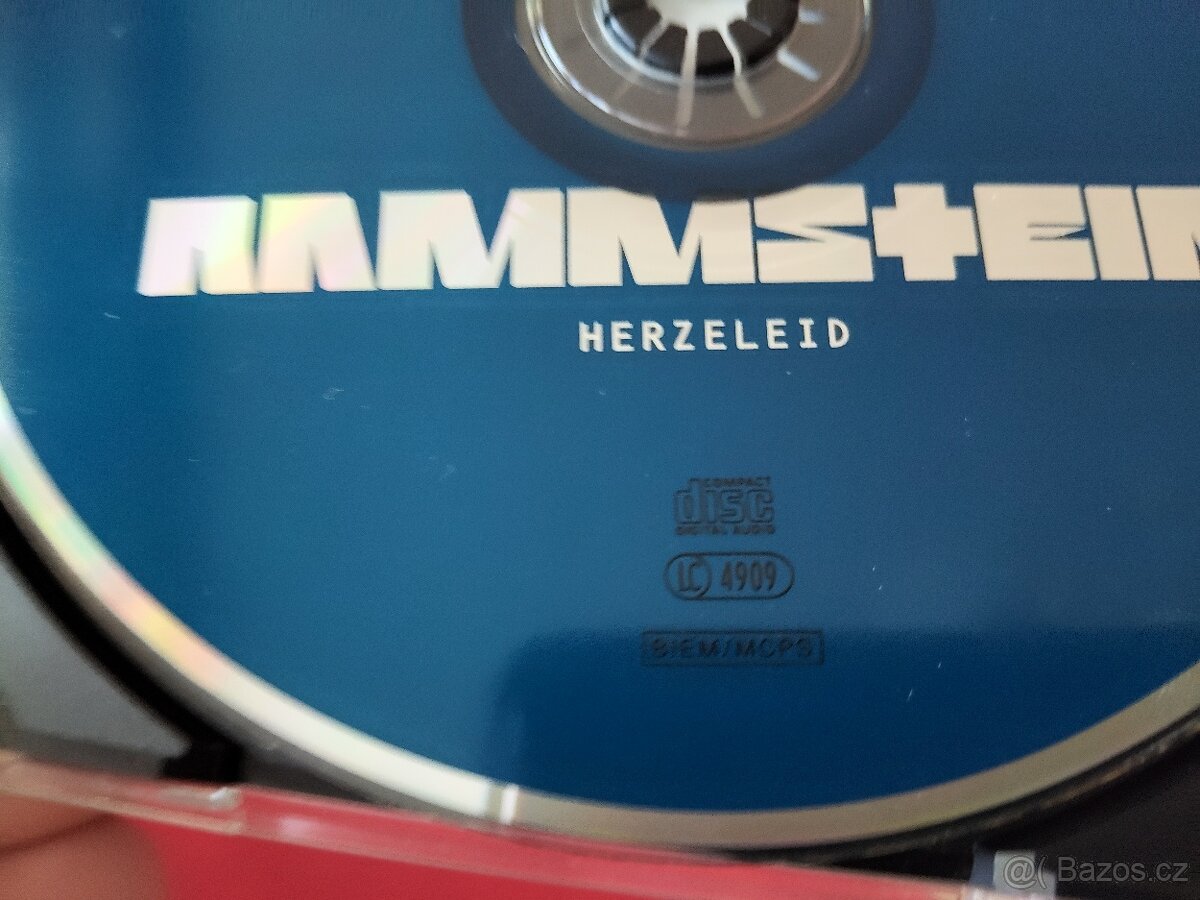 RAMMSTEIN
HERZELEID
COMPACT
disc
DIGITAL AUDIO
LC 4909
BIEM/MCPS
@( Bazos.cz